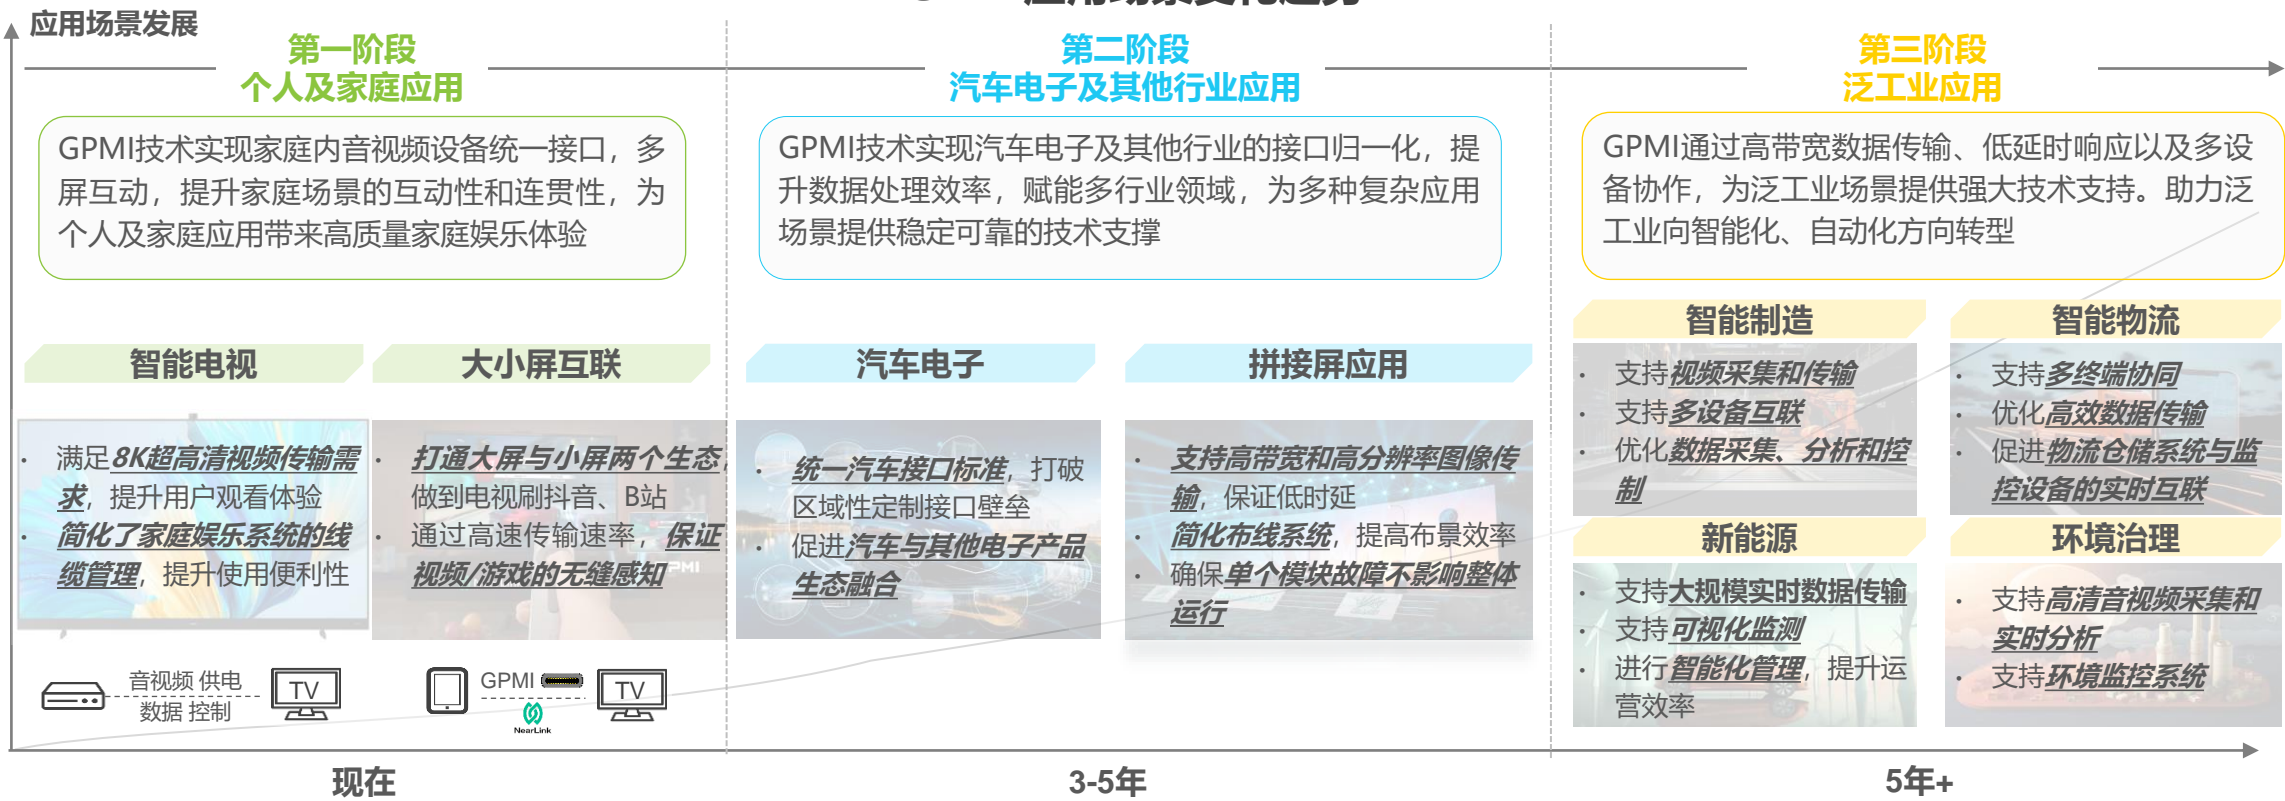 应用场景发展
第一阶段
个人及家庭应用
第二阶段
汽车电子及其他行业应用
第三阶段
泛工业应用
GPMI技术实现家庭内音视频设备统一接口，多
屏互动，提升家庭场景的互动性和连贯性，为
个人及家庭应用带来高质量家庭娱乐体验
GPMI技术实现汽车电子及其他行业的接口归一化，提
升数据处理效率，赋能多行业领域，为多种复杂应用
场景提供稳定可靠的技术支撑
GPMI通过高带宽数据传输、低延时响应以及多设
备协作，为泛工业场景提供强大技术支持。助力泛
工业向智能化、自动化方向转型
智能电视
· 满足8K超高清视频传输需
求，提升用户观看体验
· 简化了家庭娱乐系统的线
缆管理，提升使用便利性
音视频 供电
数据 控制
TV
大小屏互联
· 打通大屏与小屏两个生态，
做到电视刷抖音、B站
· 通过高速传输速率，保证
视频/游戏的无缝感知
GPMI
NearLink
TV
汽车电子
· 统一汽车接口标准，打破
区域性定制接口壁垒
· 促进汽车与其他电子产品
生态融合
拼接屏应用
· 支持高带宽和高分辨率图像传
输，保证低时延
· 简化布线系统，提高布景效率
· 确保单个模块故障不影响整体
运行
智能制造
· 支持视频采集和传输
· 支持多设备互联
· 优化数据采集、分析和控
制
智能物流
· 支持多终端协同
· 优化高效数据传输
· 促进物流仓储系统与监
控设备的实时互联
新能源
· 支持大规模实时数据传输
· 支持可视化监测
· 进行智能化管理，提升运
营效率
环境治理
· 支持高清音视频采集和
实时分析
· 支持环境监控系统
现在
3-5年
5年+